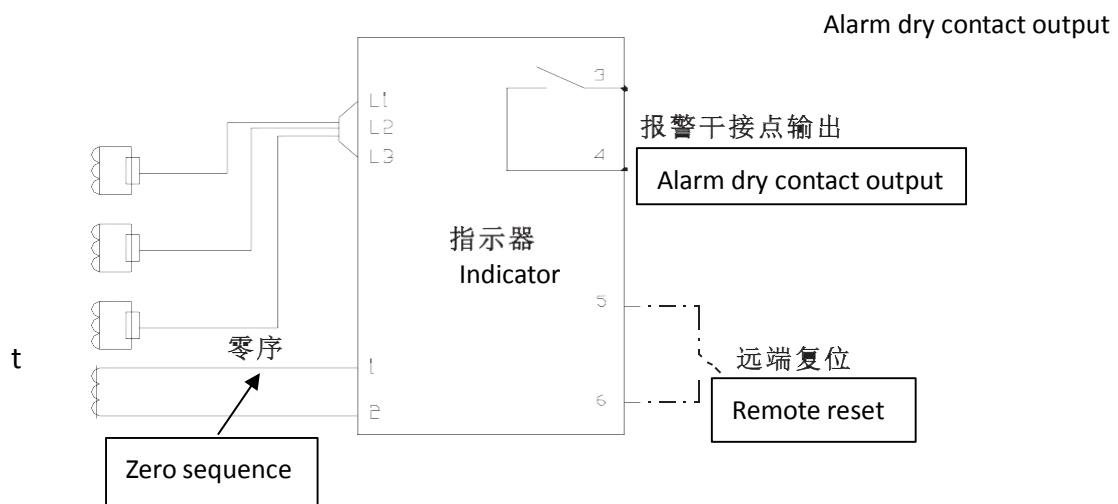 Alarm dry contact output
L1
L2
L3
3
报警干接点输出
4
Alarm dry contact output
指示器
Indicator
5
零序
t
1
远端复位
6
2
Remote reset
Zero sequence